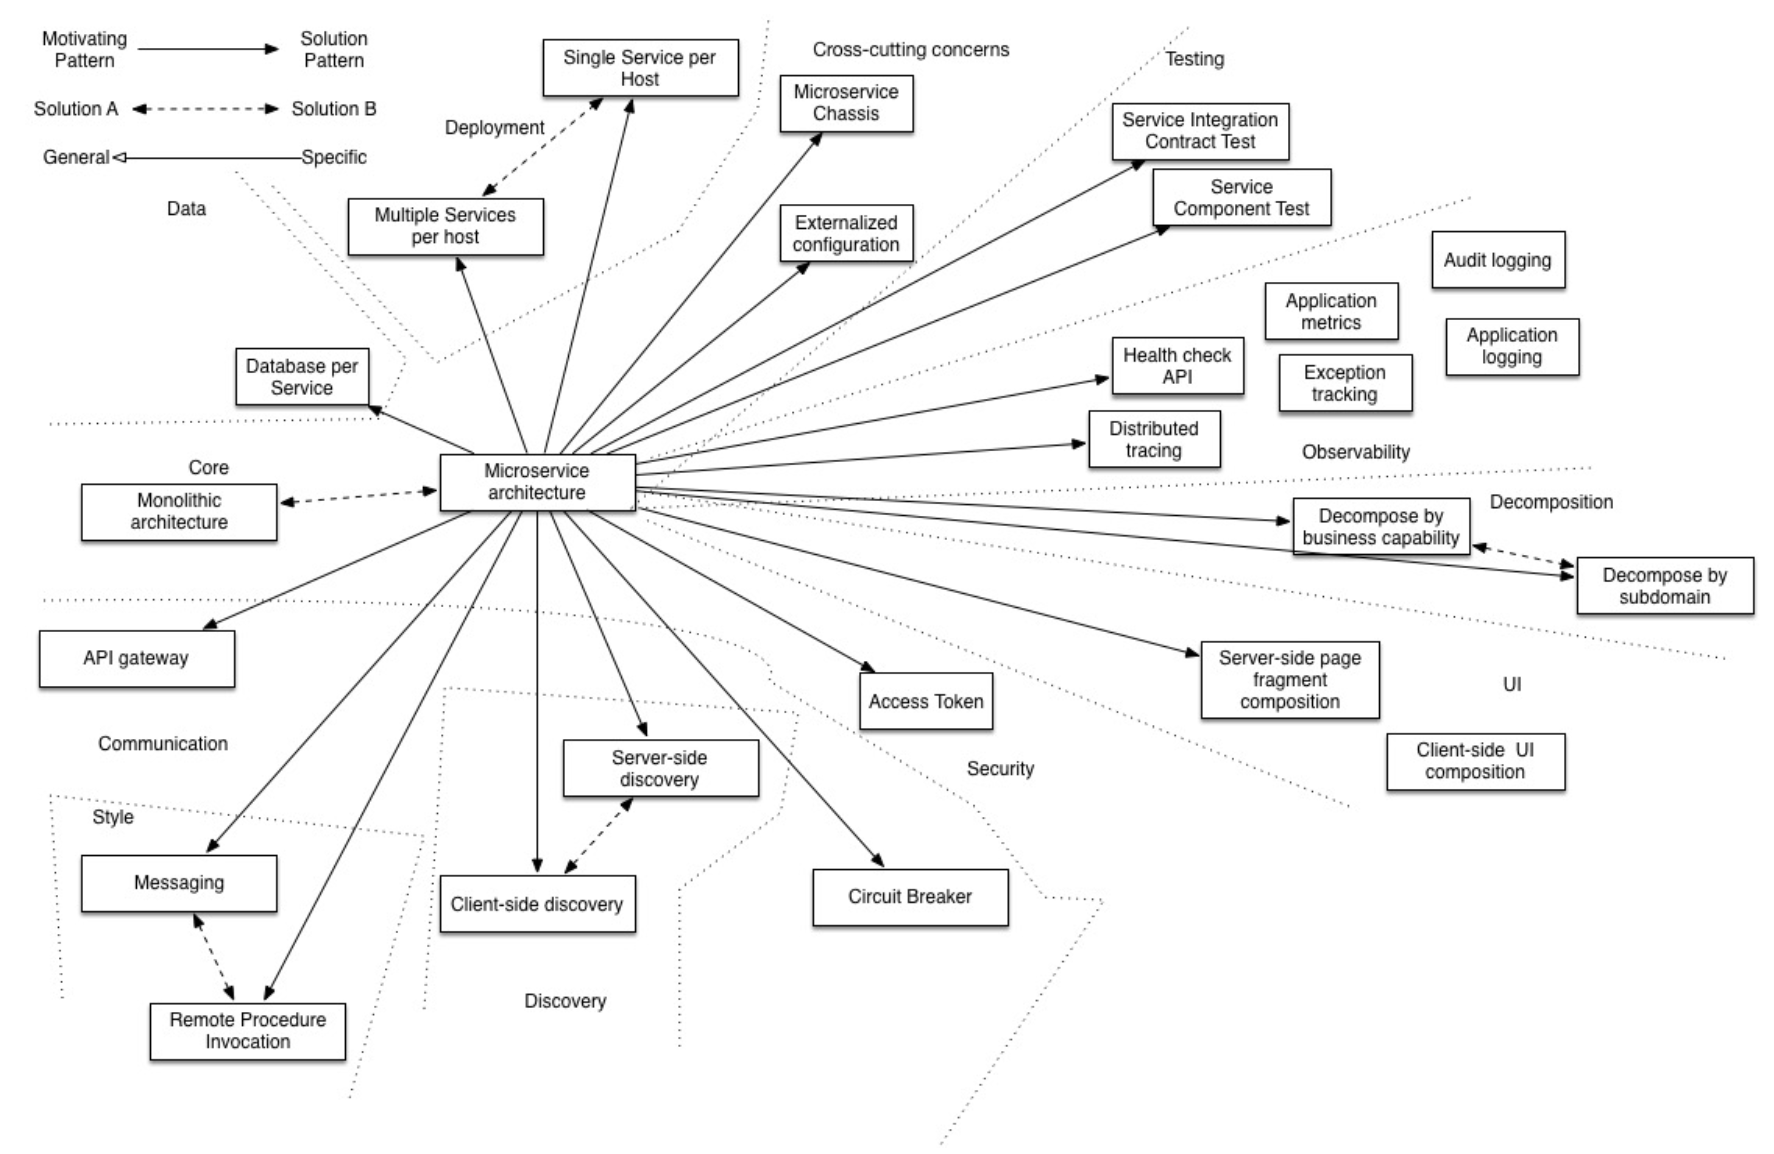 Motivating
Pattern
Solution
Pattern
Solution A
Solution B
General
Specific
Data
Deployment
Single Service per
Host
Multiple Services
per host
Cross-cutting concerns
Microservice
Chassis
Externalized
configuration
Testing
Service Integration
Contract Test
Service
Component Test
Audit logging
Application
metrics
Application
logging
Health check
API
Exception
tracking
Distributed
tracing
Observability
Database per
Service
Core
Monolithic
architecture
Microservice
architecture
Decomposition
Decompose by
business capability
Decompose by
subdomain
API gateway
Communication
Access Token
Server-side page
fragment
composition
UI
Client-side UI
composition
Security
Server-side
discovery
Style
Messaging
Client-side discovery
Circuit Breaker
Discovery
Remote Procedure
Invocation